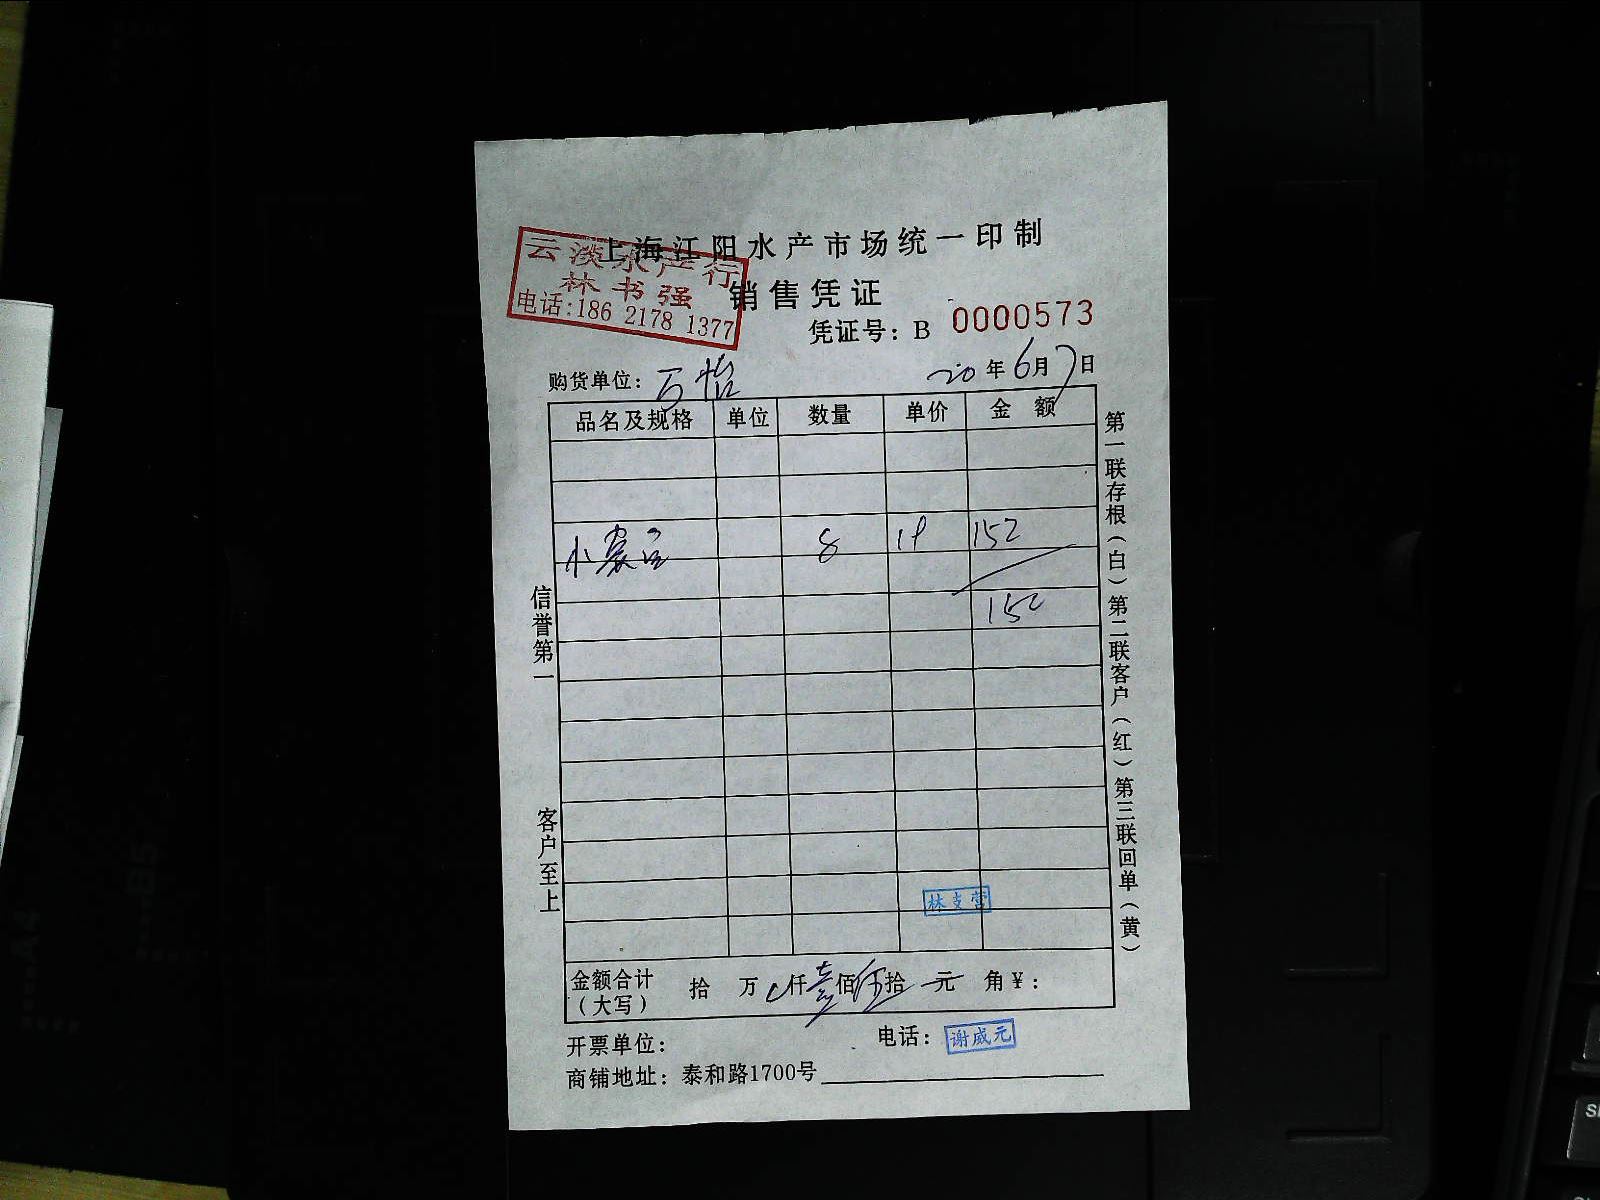 上海江阳水产市场统一印制
云淡水产行
林书强
电话:186 2178 1377
销售凭证
凭证号：B 0000573
购货单位：万怡 20年6月7日
品名及规格 单位 数量 单价 金额
8 19 152
152
信誉第一
客户至上
第一联存根（白）第二联客户（红）第三联回单（黄）
林支营
金额合计（大写） 拾 万 仟壹佰伍拾 元 角¥：
开票单位： 电话：谢威元
商铺地址：泰和路1700号